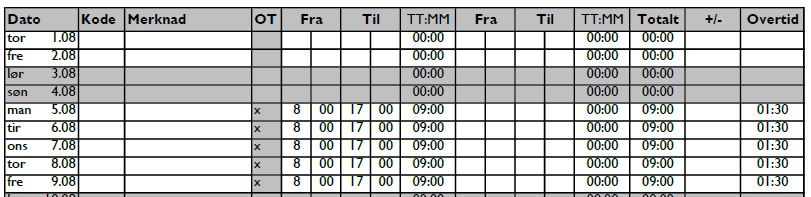 Dato Kode Merknad OT Fra Til TT:MM Fra Til TT:MM Totalt +/- Overtid
tor 1.08 00:00 00:00 00:00
fre 2.08 00:00 00:00 00:00
lør 3.08 00:00 00:00 00:00
søn 4.08 00:00 00:00 00:00
man 5.08 x 8 00 17 00 09:00 00:00 09:00 01:30
tir 6.08 x 8 00 17 00 09:00 00:00 09:00 01:30
ons 7.08 x 8 00 17 00 09:00 00:00 09:00 01:30
tor 8.08 x 8 00 17 00 09:00 00:00 09:00 01:30
fre 9.08 x 8 00 17 00 09:00 00:00 09:00 01:30